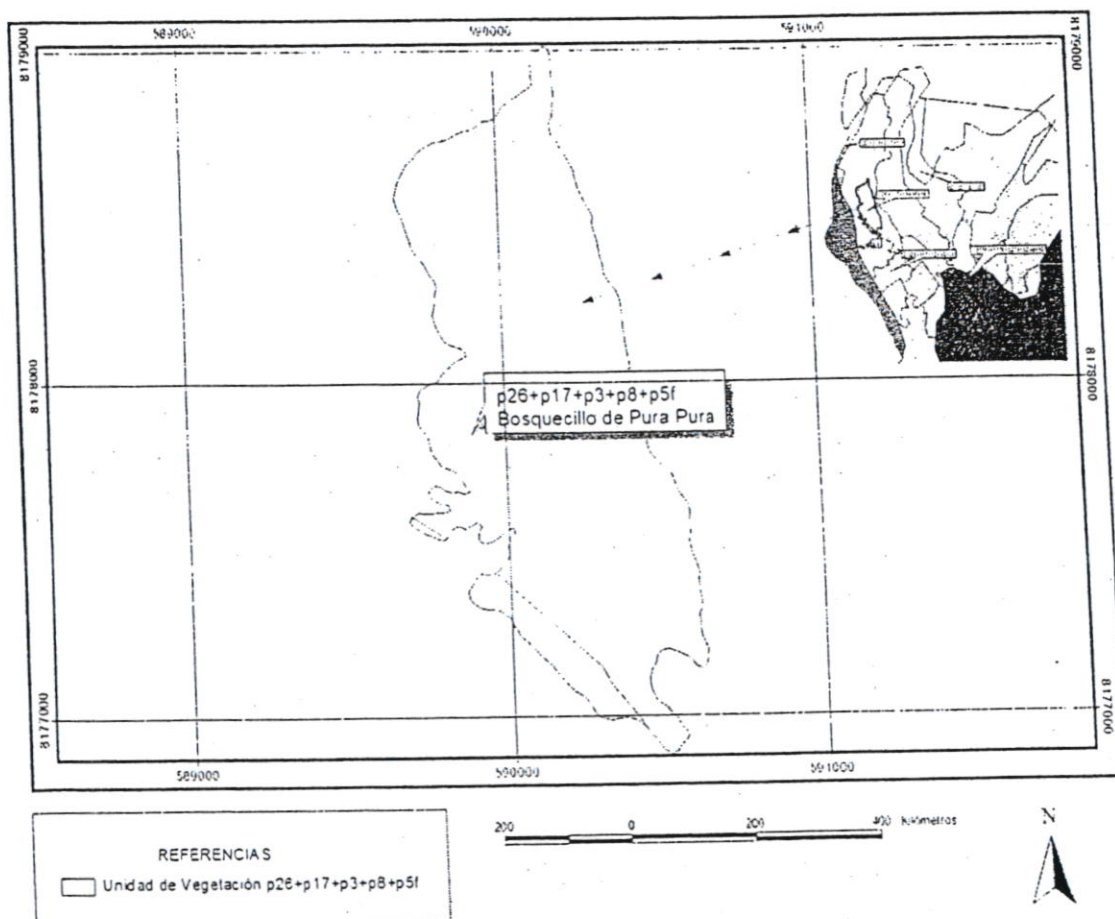 589000 590000 591000
8179000
8179000
8178000
8178000
p26+p17+p3+p8+p5f
Bosquecillo de Pura Pura
8177000
8177000
589000 590000 591000
REFERENCIAS
Unidad de Vegetación p26+p17+p3+p8+p5f
200 0 200 400 Kilómetros
N